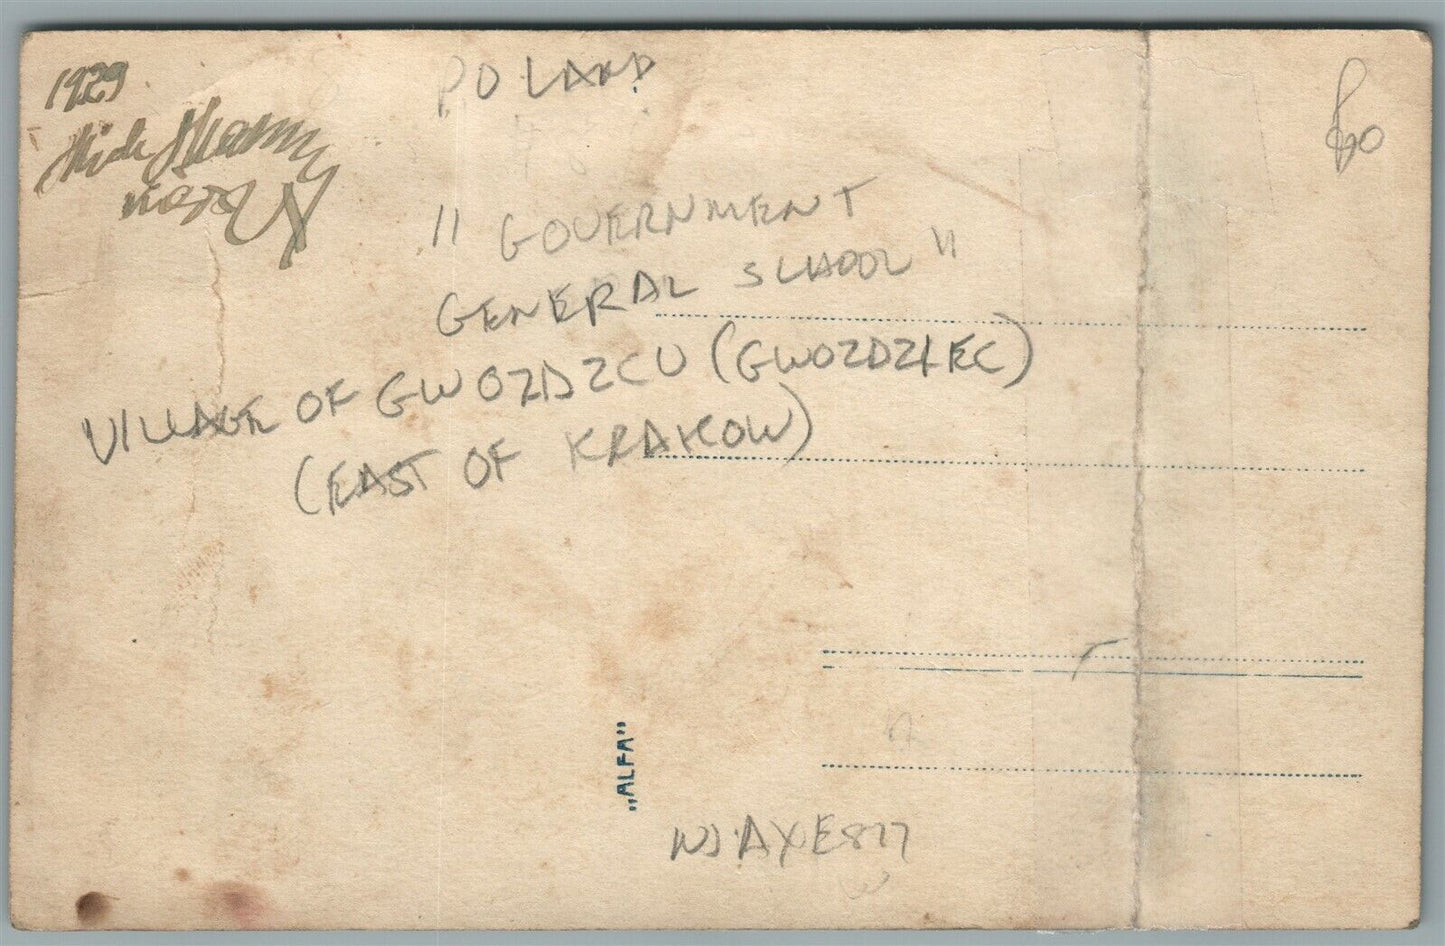 1929
POLAND
"GOVERNMENT
GENERAL SCHOOL"
VILLAGE OF GWOZDZCU (GWOZDZIEC)
(EAST OF KRAKOW)
„ALFA"